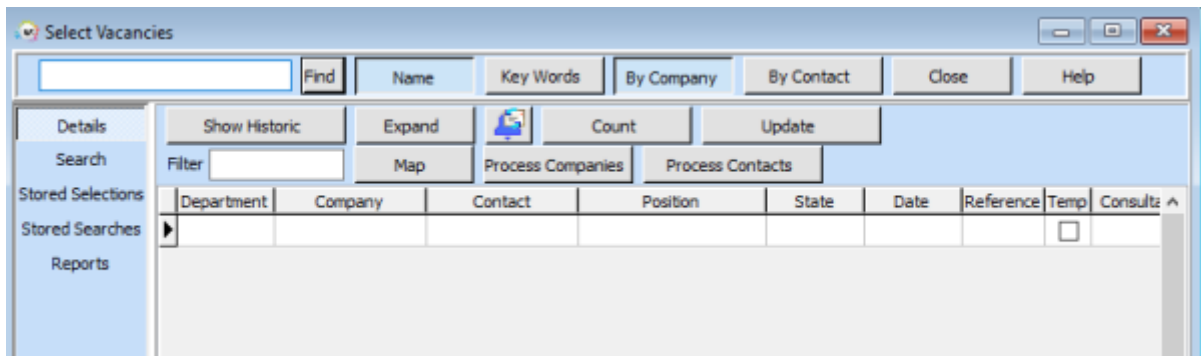 Select Vacancies
Find Name Key Words By Company By Contact Close Help
Details Show Historic Expand Count Update
Search Filter Map Process Companies Process Contacts
Stored Selections Department Company Contact Position State Date Reference Temp Consulta
Stored Searches
Reports